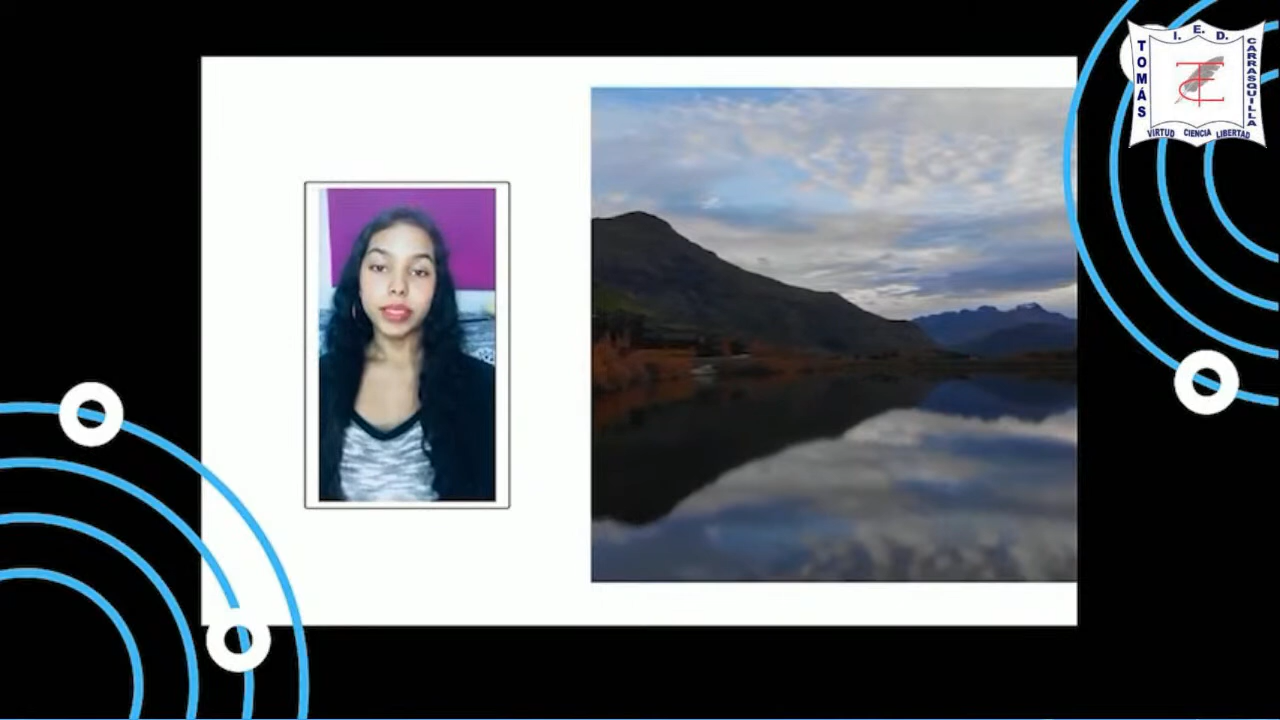 I. E. D.
TOMÁS
CARRASQUILLA
VIRTUD CIENCIA LIBERTAD